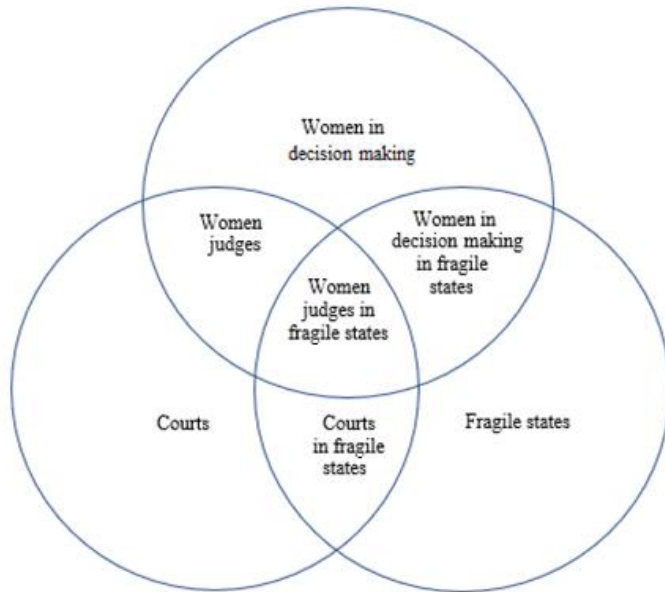 Women in
decision making
Women
judges
Women in
decision making
in fragile
states
Women
judges in
fragile states
Courts
Courts
in fragile
states
Fragile states